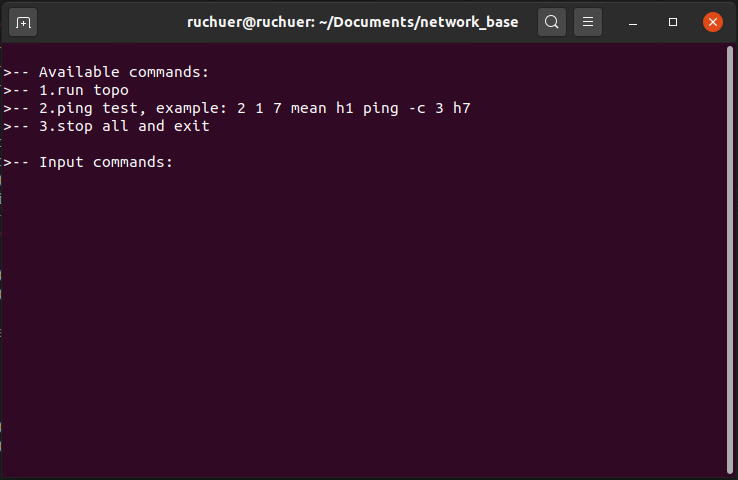 ruchuer@ruchuer: ~/Documents/network_base
>-- Available commands:
>-- 1.run topo
>-- 2.ping test, example: 2 1 7 mean h1 ping -c 3 h7
>-- 3.stop all and exit
>-- Input commands: